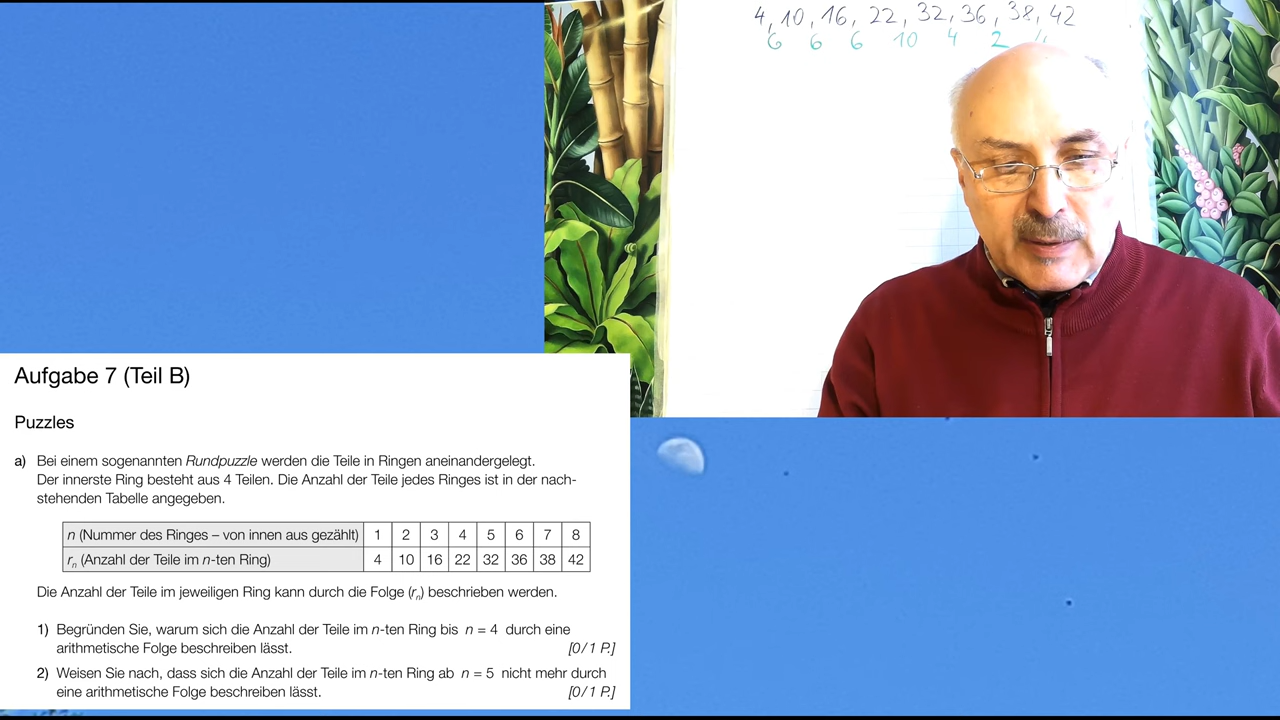 4, 10, 16, 22, 32, 36, 38, 42
6 6 6 10 4 2 4
Aufgabe 7 (Teil B)
Puzzles
a) Bei einem sogenannten Rundpuzzle werden die Teile in Ringen aneinandergelegt.
Der innerste Ring besteht aus 4 Teilen. Die Anzahl der Teile jedes Ringes ist in der nach-
stehenden Tabelle angegeben.
n (Nummer des Ringes – von innen aus gezählt) 1 2 3 4 5 6 7 8
rn (Anzahl der Teile im n-ten Ring) 4 10 16 22 32 36 38 42
Die Anzahl der Teile im jeweiligen Ring kann durch die Folge (rn) beschrieben werden.
1) Begründen Sie, warum sich die Anzahl der Teile im n-ten Ring bis n = 4 durch eine
arithmetische Folge beschreiben lässt. [0/1 P.]
2) Weisen Sie nach, dass sich die Anzahl der Teile im n-ten Ring ab n = 5 nicht mehr durch
eine arithmetische Folge beschreiben lässt. [0/1 P.]